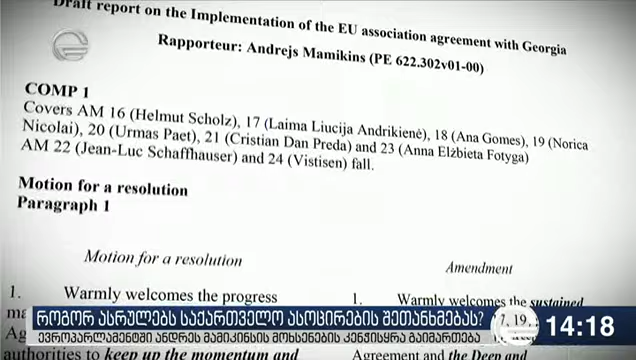 Draft report on the Implementation of the EU association agreement with Georgia
Rapporteur: Andrejs Mamikins (PE 622.302v01-00)
COMP 1
Covers AM 16 (Helmut Scholz), 17 (Laima Liucija Andrikienė), 18 (Ana Gomes), 19 (Norica
Nicolai), 20 (Urmas Paet), 21 (Cristian Dan Preda) and 23 (Anna Elżbieta Fotyga)
AM 22 (Jean-Luc Schaffhauser) and 24 (Vistisen) fall.
Motion for a resolution
Paragraph 1
Motion for a resolution
Amendment
1. Warmly welcomes the progress
1. Warmly welcomes the sustained
7, 19,
როგორ ასრულებს საქართველო ასოცირების შეთანხმებას?
14:18
ევროპარლამენტში ანდრეს მამიკინსის მოხსენების კენჭისყრა გაიმართება
authorities to keep up the momentum and
Agreement and the Deep and